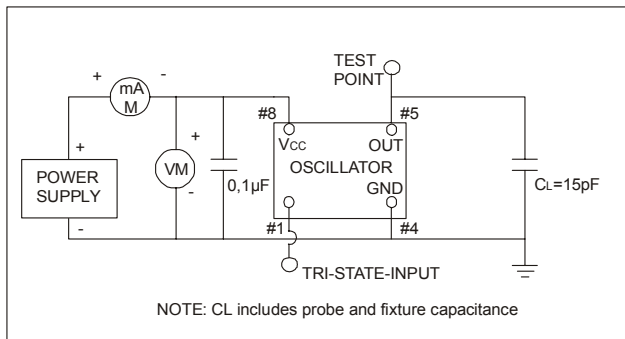 TEST
POINT
+
-
mA
M
#8
#5
+
VCC
OUT
+
POWER
SUPPLY
VM
0,1µF
OSCILLATOR
CL=15pF
GND
-
-
#1
#4
TRI-STATE-INPUT
NOTE: CL includes probe and fixture capacitance